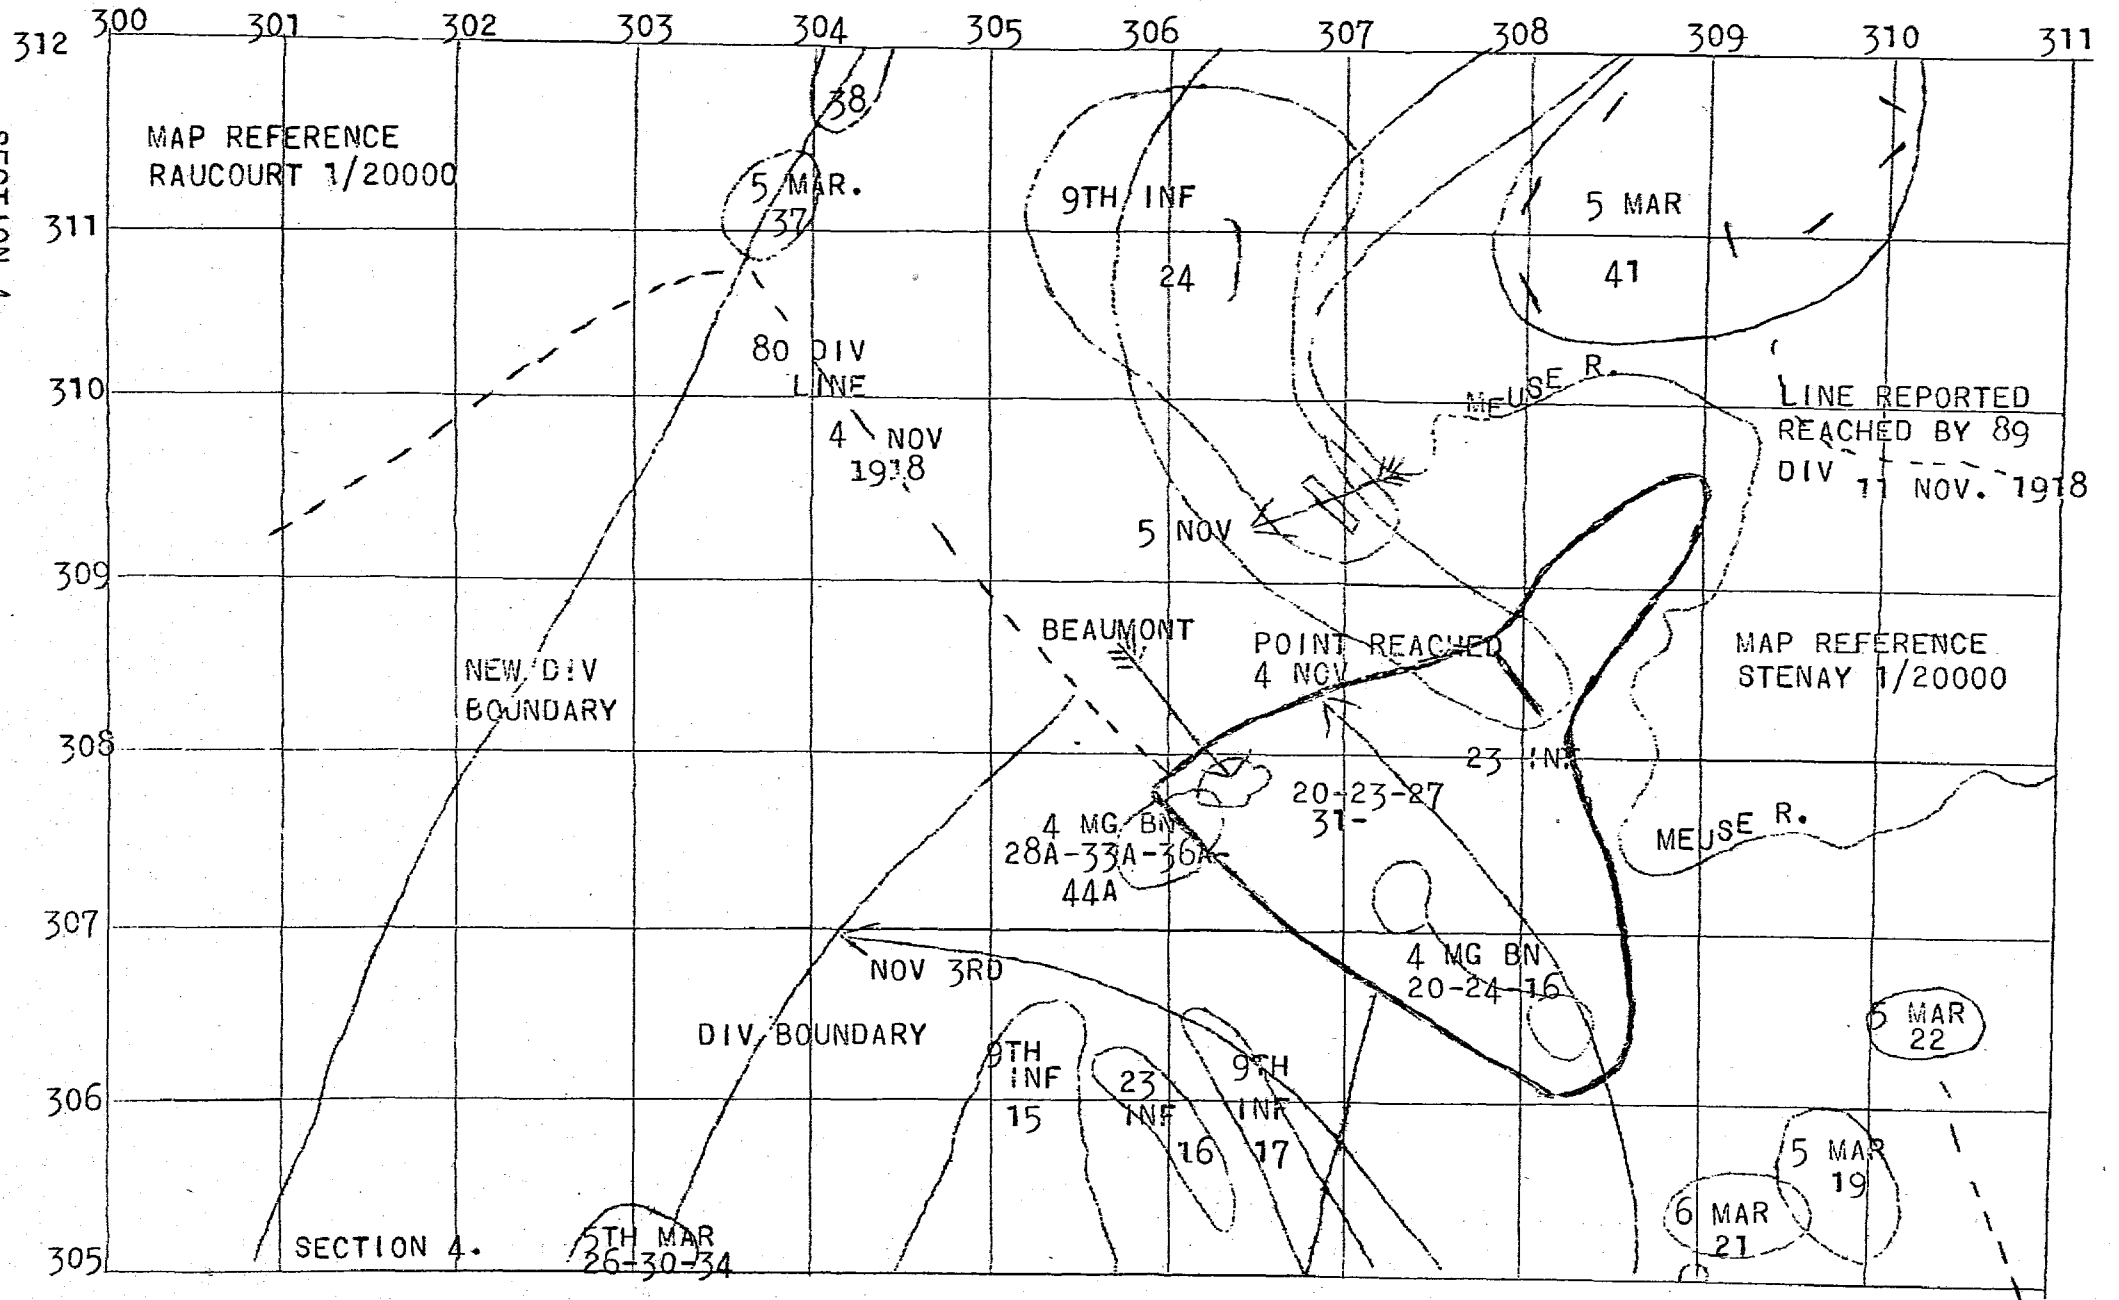 300 301 302 303 304 305 306 307 308 309 310 311
312
SECTION 4
38
MAP REFERENCE
RAUCOURT 1/20000
5 MAR.
37
9TH INF
24
5 MAR
41
311
80 DIV
LINE
4 NOV
1918
310
MEUSE R.
LINE REPORTED
REACHED BY 89
DIV 11 NOV. 1918
5 NOV
309
BEAUMONT
POINT REACHED
4 NOV
MAP REFERENCE
STENAY 1/20000
NEW DIV
BOUNDARY
308
23 INF
20-23-27
31-
4 MG BN
28A-33A-36A-
44A
MEUSE R.
307
NOV 3RD
4 MG BN
20-24-16
DIV BOUNDARY
5 MAR
22
9TH
INF
15
23
INF
16
9TH
INF
17
306
5 MAR
19
6 MAR
21
SECTION 4.
5TH MAR
26-30-34
305